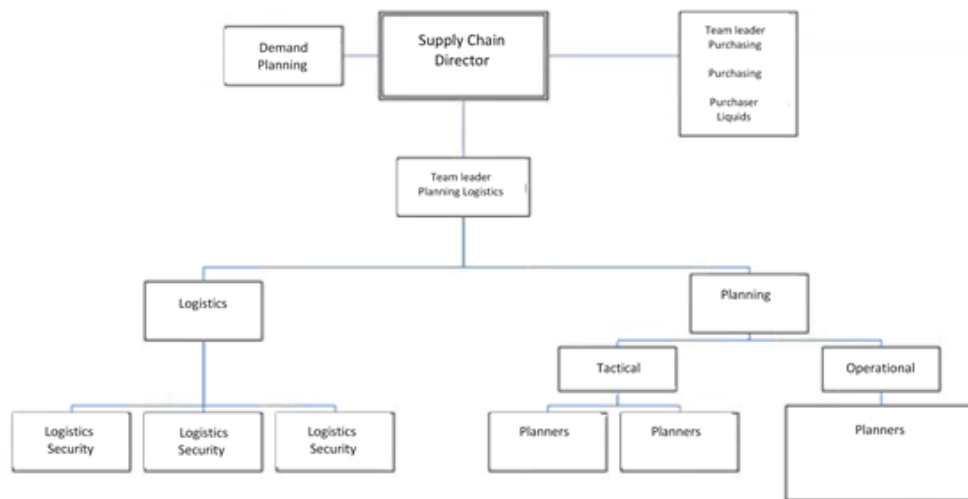 Demand
Planning
Supply Chain
Director
Team leader
Purchasing
Purchasing
Purchaser
Liquids
Team leader
Planning Logistics
Logistics
Planning
Tactical
Operational
Logistics
Security
Logistics
Security
Logistics
Security
Planners
Planners
Planners